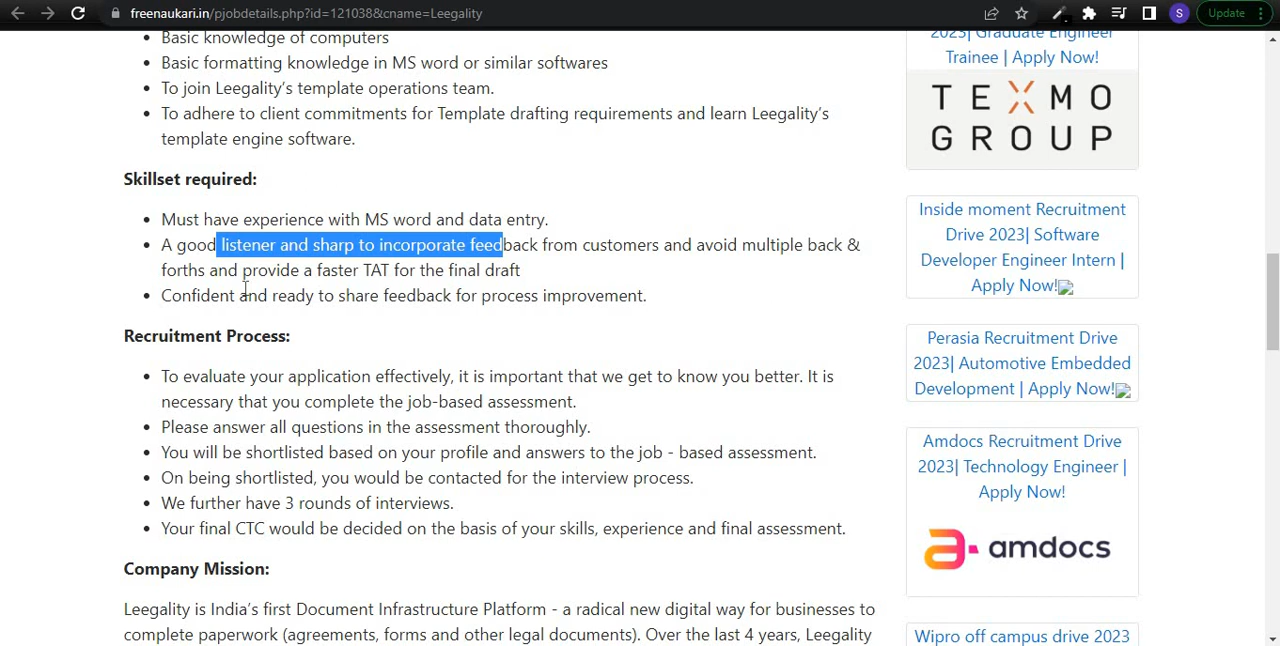 freenaukari.in/pjobdetails.php?id=121038&cname=Leegality
S
Update
Basic knowledge of computers
Basic formatting knowledge in MS word or similar softwares
To join Leegality’s template operations team.
To adhere to client commitments for Template drafting requirements and learn Leegality’s
template engine software.
Skillset required:
Must have experience with MS word and data entry.
A good listener and sharp to incorporate feedback from customers and avoid multiple back &
forths and provide a faster TAT for the final draft
Confident and ready to share feedback for process improvement.
Recruitment Process:
To evaluate your application effectively, it is important that we get to know you better. It is
necessary that you complete the job-based assessment.
Please answer all questions in the assessment thoroughly.
You will be shortlisted based on your profile and answers to the job - based assessment.
On being shortlisted, you would be contacted for the interview process.
We further have 3 rounds of interviews.
Your final CTC would be decided on the basis of your skills, experience and final assessment.
Company Mission:
Leegality is India’s first Document Infrastructure Platform - a radical new digital way for businesses to
complete paperwork (agreements, forms and other legal documents). Over the last 4 years, Leegality
2023| Graduate Engineer
Trainee | Apply Now!
TEXMO
GROUP
Inside moment Recruitment
Drive 2023| Software
Developer Engineer Intern |
Apply Now!
Perasia Recruitment Drive
2023| Automotive Embedded
Development | Apply Now!
Amdocs Recruitment Drive
2023| Technology Engineer |
Apply Now!
amdocs
Wipro off campus drive 2023